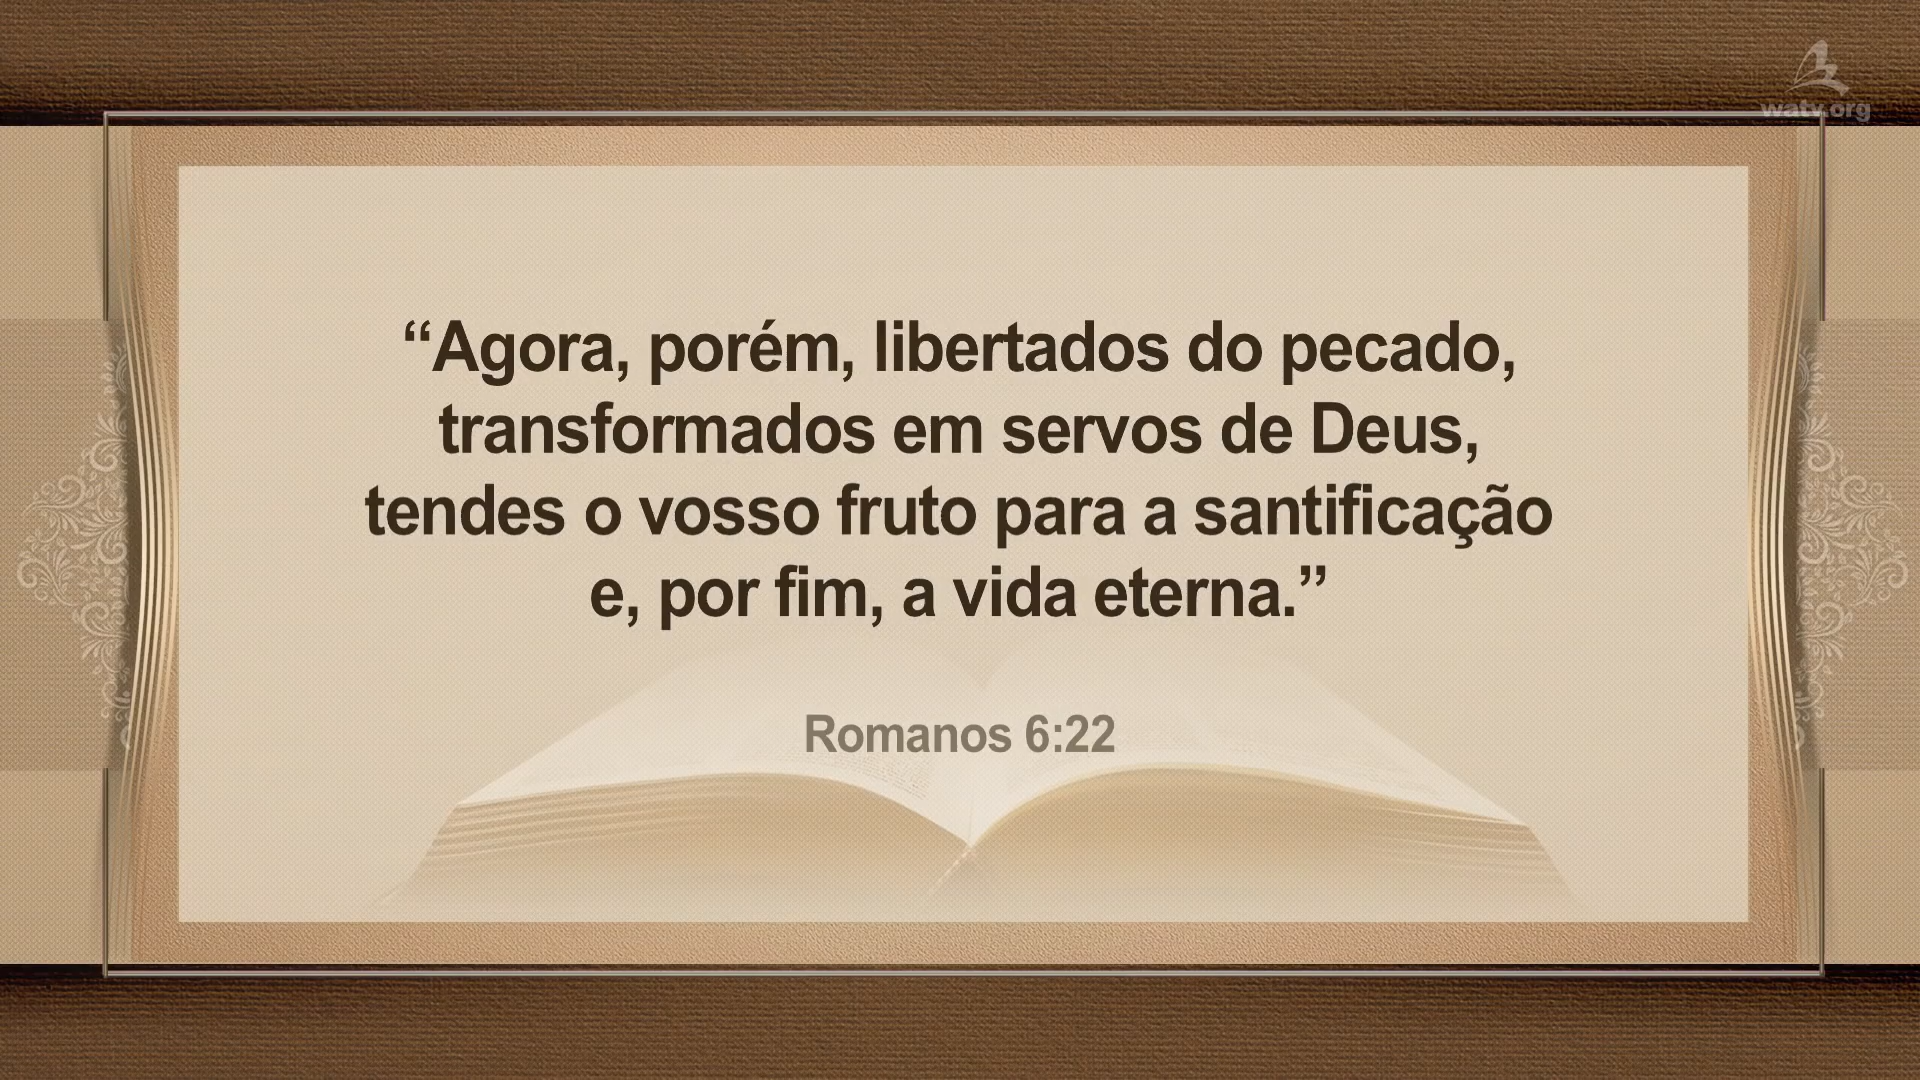 watv.org
“Agora, porém, libertados do pecado,
transformados em servos de Deus,
tendes o vosso fruto para a santificação
e, por fim, a vida eterna.”
Romanos 6:22